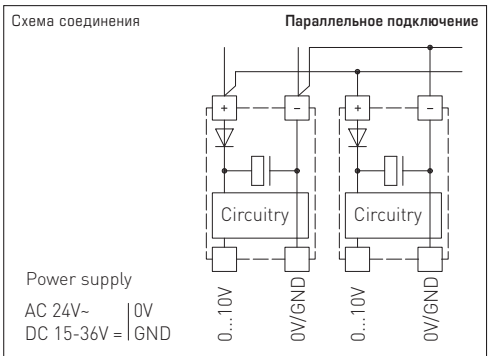 Схема соединения
Параллельное подключение
+
−
+
−
Circuitry
Circuitry
Power supply
AC 24V~ 0V
DC 15-36V = GND
0...10V
0V/GND
0...10V
0V/GND